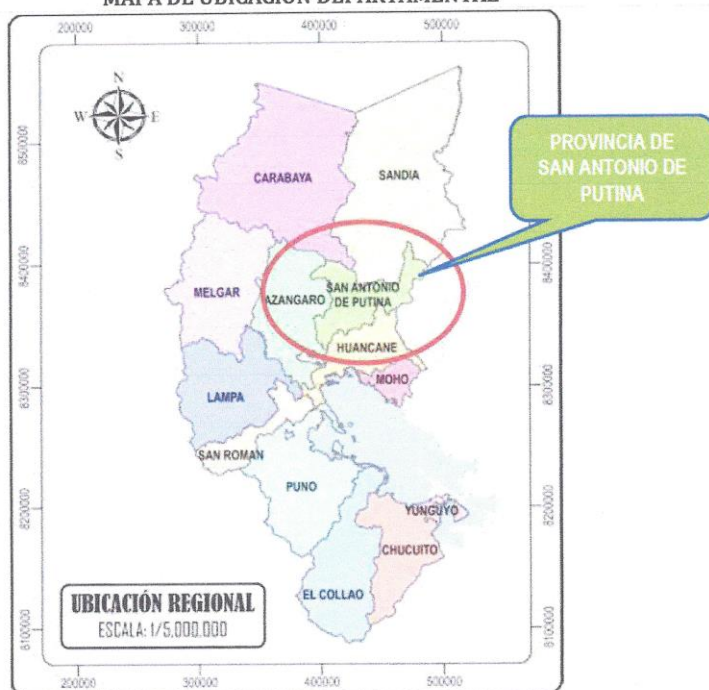 MAPA DE UBICACIÓN DEPARTAMENTAL
200000 300000 400000 500000
N
W E
S
8500000
8400000
8300000
8200000
8100000
CARABAYA
SANDIA
PROVINCIA DE
SAN ANTONIO DE
PUTINA
8400000
8300000
8200000
8100000
MELGAR
AZANGARO
SAN ANTONIO
DE PUTINA
HUANCANE
MOHO
LAMPA
SAN ROMAN
PUNO
YUNGUYO
CHUCUITO
EL COLLAO
UBICACIÓN REGIONAL
ESCALA: 1/5,000,000
200000 300000 400000 500000